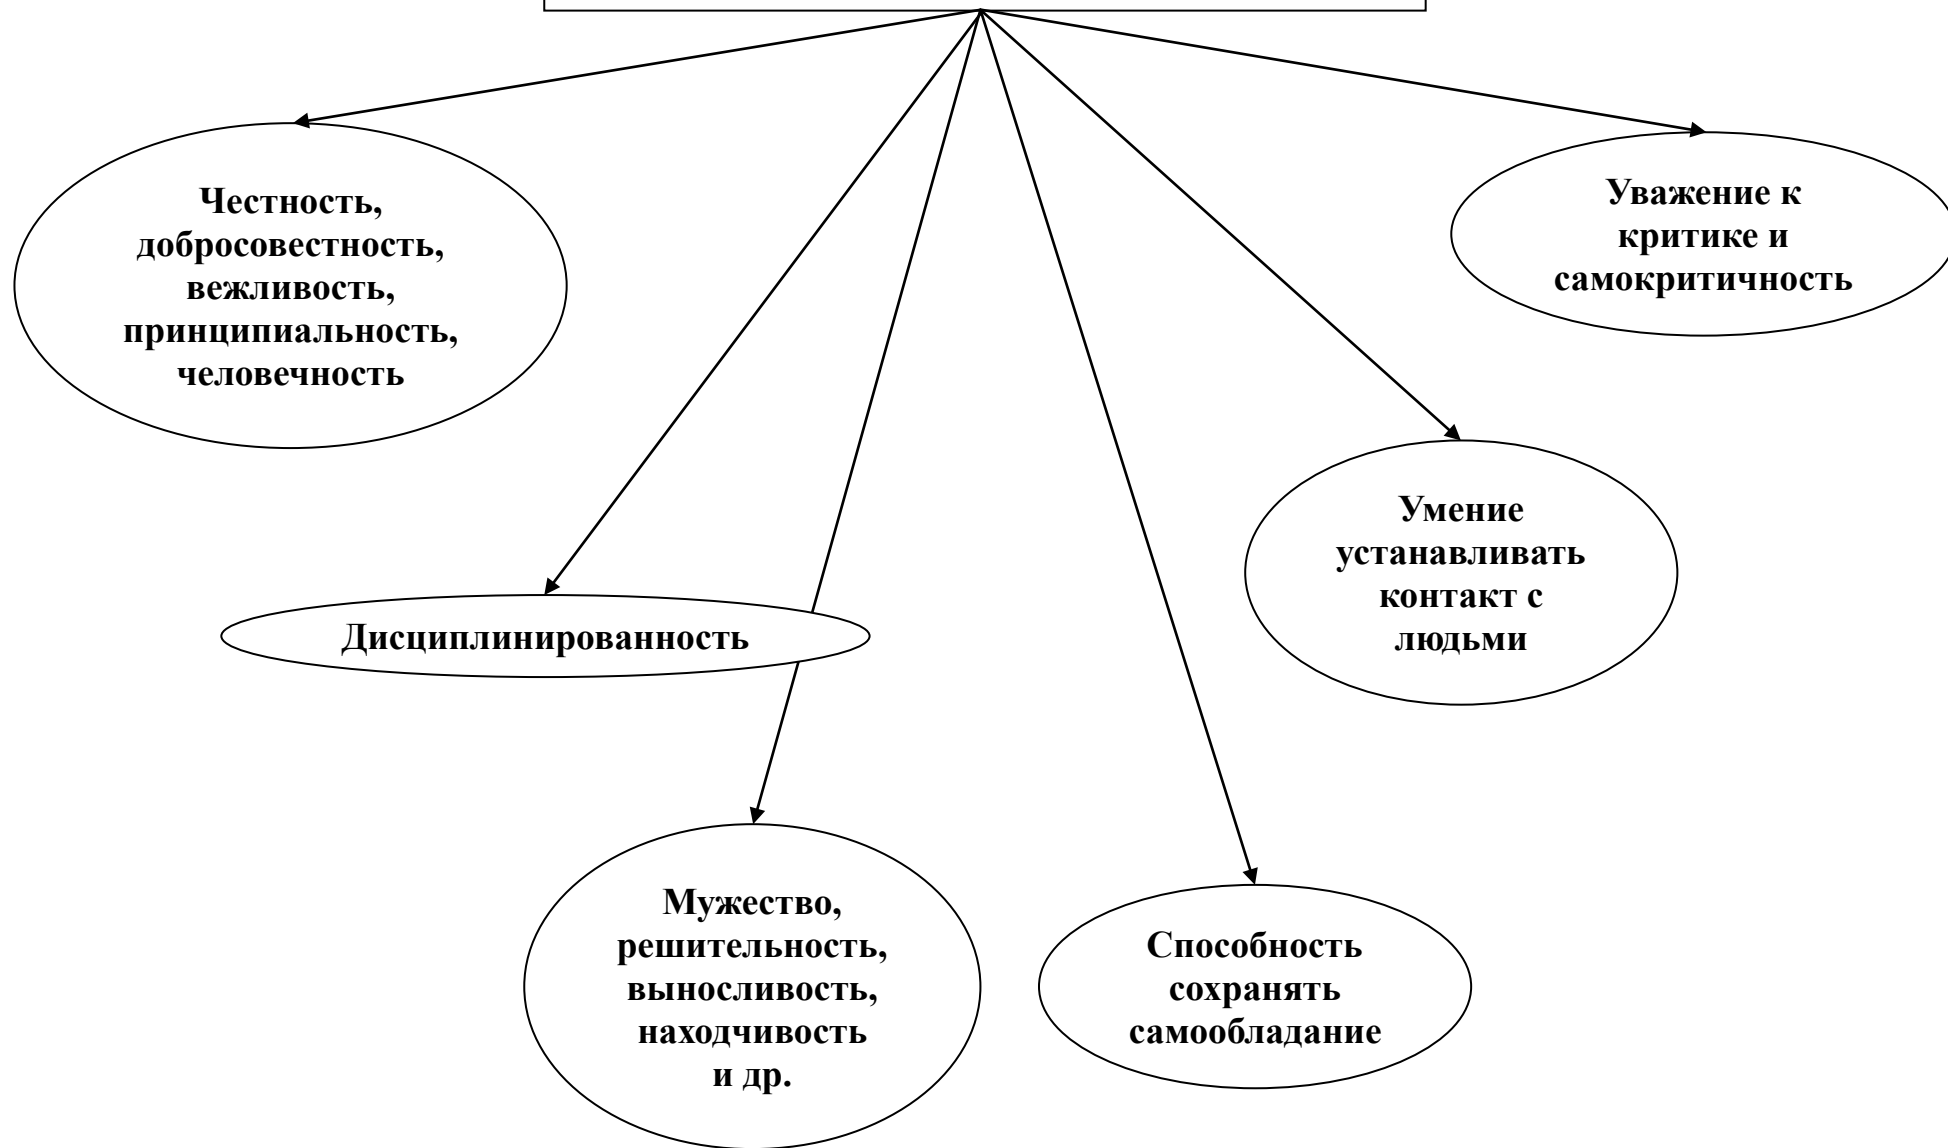 Честность,
добросовестность,
вежливость,
принципиальность,
человечность
Уважение к
критике и
самокритичность
Умение
устанавливать
контакт с
людьми
Дисциплинированность
Мужество,
решительность,
выносливость,
находчивость
и др.
Способность
сохранять
самообладание